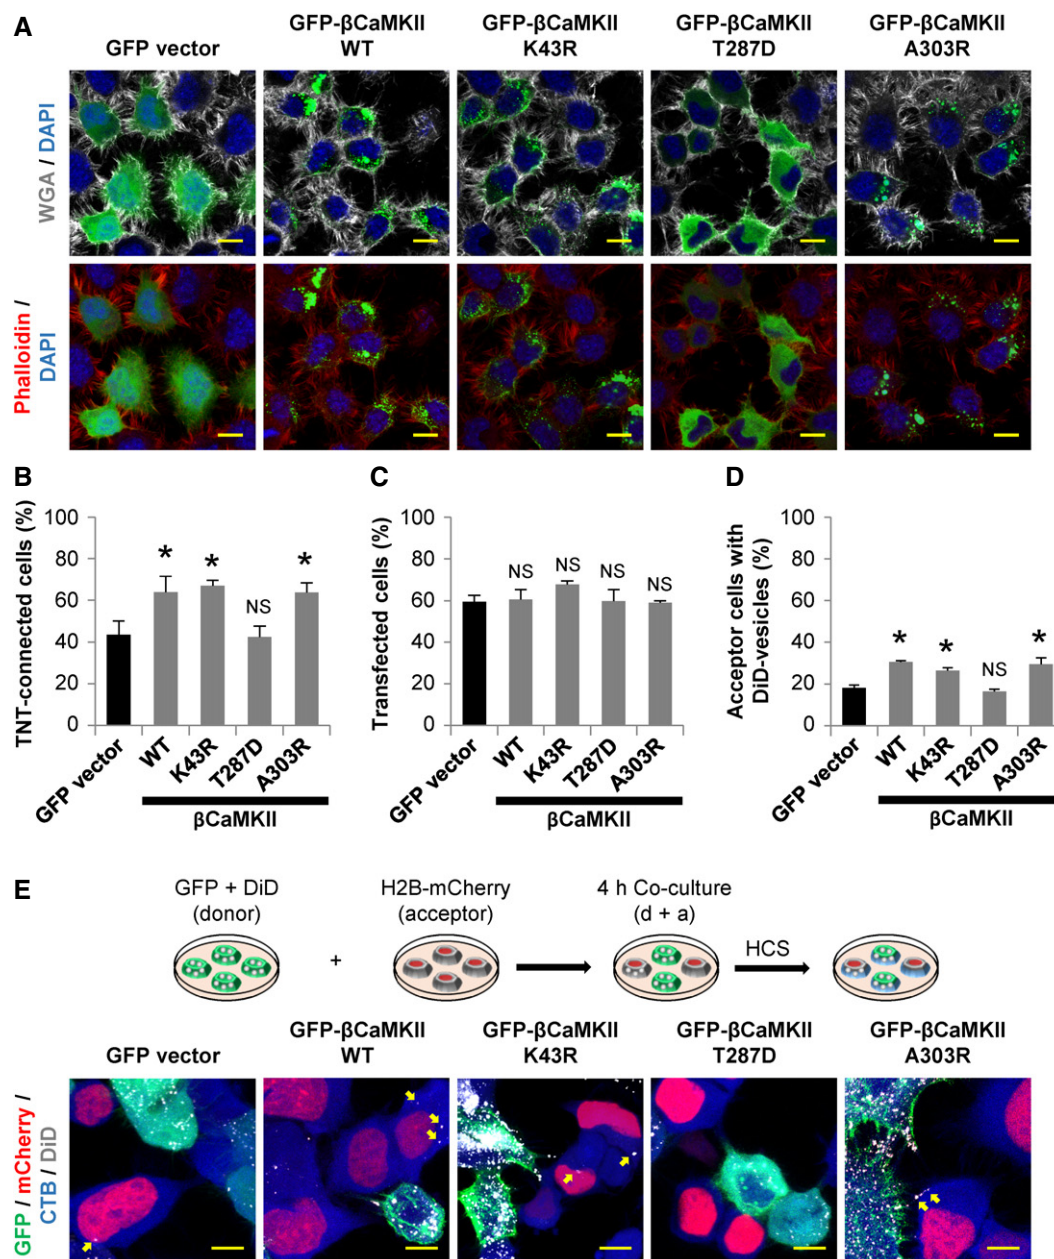 A
GFP vector
GFP-βCaMKII
WT
GFP-βCaMKII
K43R
GFP-βCaMKII
T287D
GFP-βCaMKII
A303R
WGA / DAPI
Phalloidin /
DAPI
B
TNT-connected cells (%)
100
80
60
40
20
0
*
*
NS
*
GFP vector
WT
K43R
T287D
A303R
βCaMKII
C
Transfected cells (%)
100
80
60
40
20
0
NS
NS
NS
NS
GFP vector
WT
K43R
T287D
A303R
βCaMKII
D
Acceptor cells with
DiD-vesicles (%)
100
80
60
40
20
0
*
*
NS
*
GFP vector
WT
K43R
T287D
A303R
βCaMKII
E
GFP + DiD
(donor)
+
H2B-mCherry
(acceptor)
4 h Co-culture
(d + a)
HCS
GFP vector
GFP-βCaMKII
WT
GFP-βCaMKII
K43R
GFP-βCaMKII
T287D
GFP-βCaMKII
A303R
GFP / mCherry /
CTB / DiD